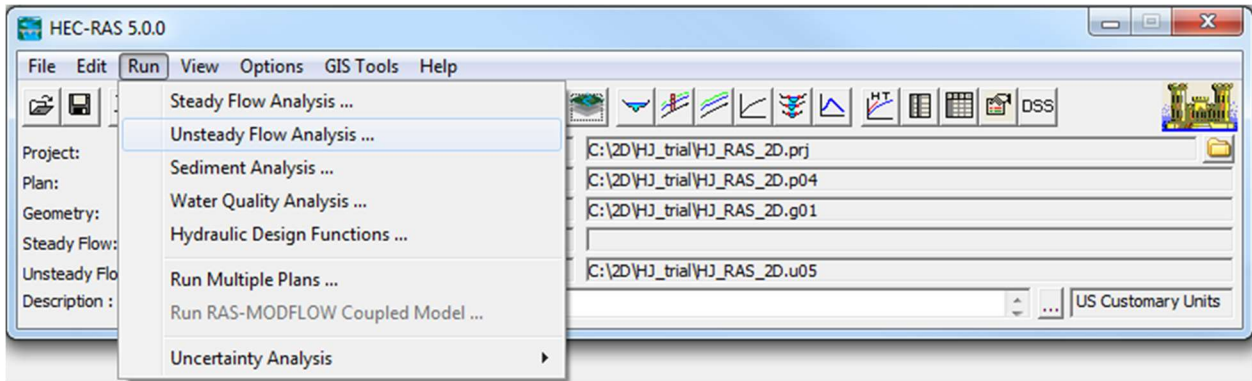 HEC-RAS 5.0.0
File Edit Run View Options GIS Tools Help
Steady Flow Analysis ...
Unsteady Flow Analysis ...
Sediment Analysis ...
Water Quality Analysis ...
Hydraulic Design Functions ...
Run Multiple Plans ...
Run RAS-MODFLOW Coupled Model ...
Uncertainty Analysis
HT DSS
Project: C:\2D\HJ_trial\HJ_RAS_2D.prj
Plan: C:\2D\HJ_trial\HJ_RAS_2D.p04
Geometry: C:\2D\HJ_trial\HJ_RAS_2D.g01
Steady Flow:
Unsteady Flo C:\2D\HJ_trial\HJ_RAS_2D.u05
Description : ... US Customary Units